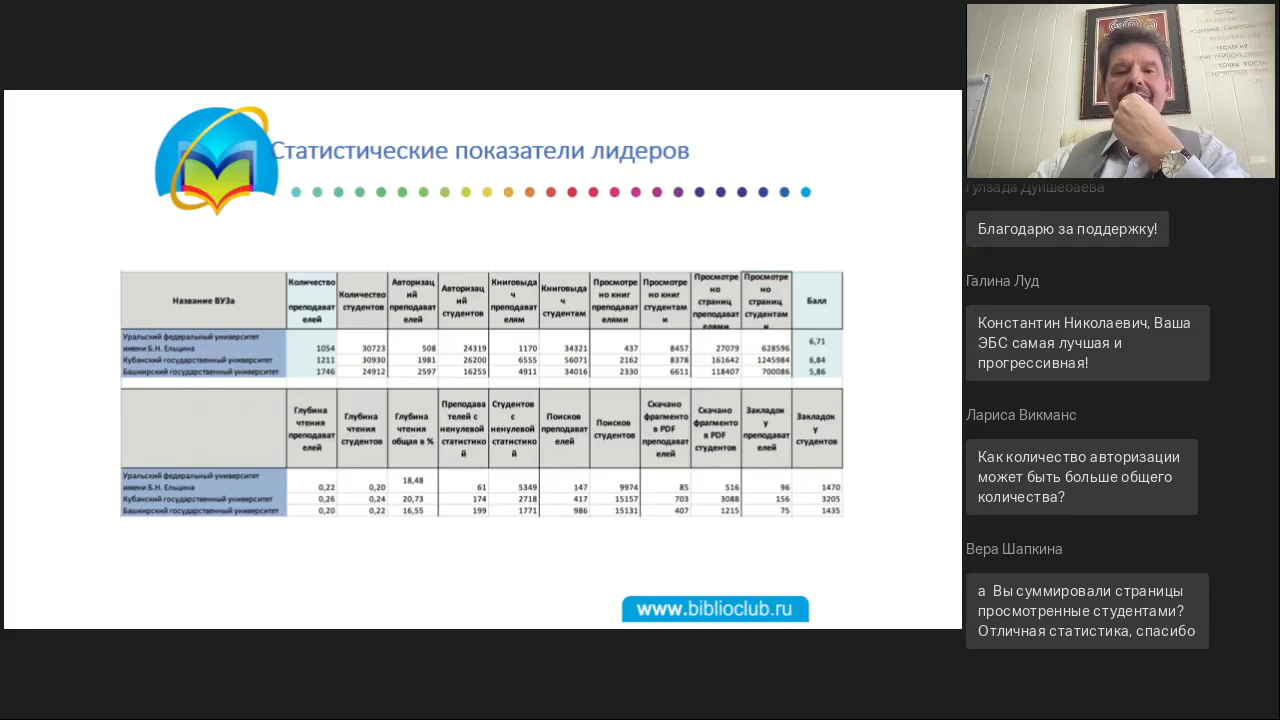 Статистические показатели лидеров
Название ВУЗа | Количество преподавателей | Количество студентов | Авторизаций преподавателей | Авторизаций студентов | Книговыдач преподавателям | Книговыдач студентам | Просмотрено книг преподавателями | Просмотрено книг студентами | Просмотрено страниц преподавателями | Просмотрено страниц студентами | Балл
Уральский федеральный университет имени Б.Н. Ельцина | 1054 | 30723 | 508 | 24319 | 1170 | 34321 | 437 | 8457 | 27079 | 628596 | 6,71
Кубанский государственный университет | 1211 | 30930 | 1981 | 26200 | 6555 | 56071 | 2162 | 8378 | 161642 | 1245984 | 6,84
Башкирский государственный университет | 1746 | 24912 | 2597 | 16255 | 4911 | 34016 | 2330 | 6611 | 118407 | 700086 | 5,86
Глубина чтения преподавателей | Глубина чтения студентов | Глубина чтения общая в % | Преподавателей с ненулевой статистикой | Студентов с ненулевой статистикой | Поисков преподавателей | Поисков студентов | Скачано фрагментов в PDF преподавателей | Скачано фрагментов в PDF студентов | Закладок у преподавателей | Закладок у студентов
Уральский федеральный университет имени Б.Н. Ельцина | 0,22 | 0,20 | 18,48 | 61 | 5349 | 147 | 9974 | 85 | 516 | 96 | 1470
Кубанский государственный университет | 0,26 | 0,24 | 20,73 | 174 | 2718 | 417 | 15157 | 703 | 3088 | 156 | 3205
Башкирский государственный университет | 0,20 | 0,22 | 16,55 | 199 | 1771 | 986 | 15131 | 407 | 1215 | 75 | 1435
www.biblioclub.ru
Гулзада Дуйшебаева
Благодарю за поддержку!
Галина Луд
Константин Николаевич, Ваша
ЭБС самая лучшая и
прогрессивная!
Лариса Викманс
Как количество авторизации
может быть больше общего
количества?
Вера Шапкина
а Вы суммировали страницы
просмотренные студентами?
Отличная статистика, спасибо